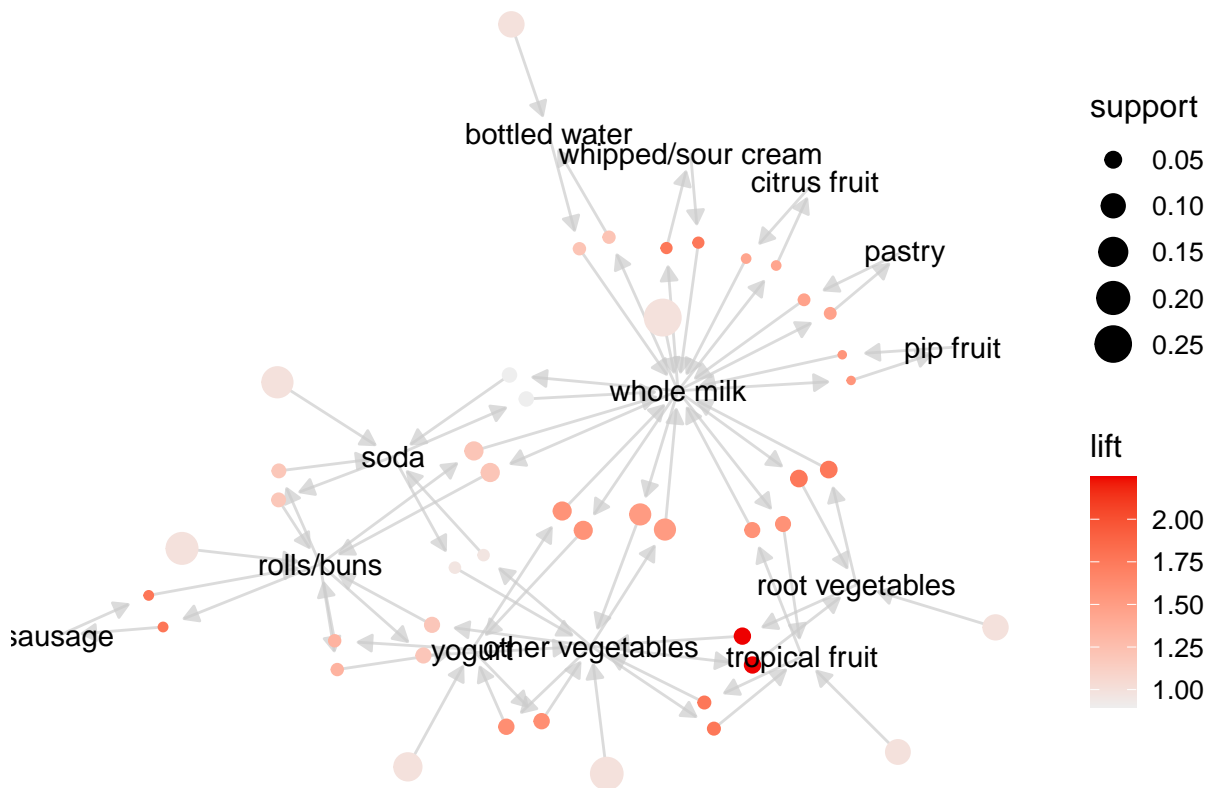 bottled water
whipped/sour cream
citrus fruit
pastry
pip fruit
whole milk
soda
rolls/buns
root vegetables
sausage
yogurt
other vegetables
tropical fruit
support
0.05
0.10
0.15
0.20
0.25
lift
2.00
1.75
1.50
1.25
1.00